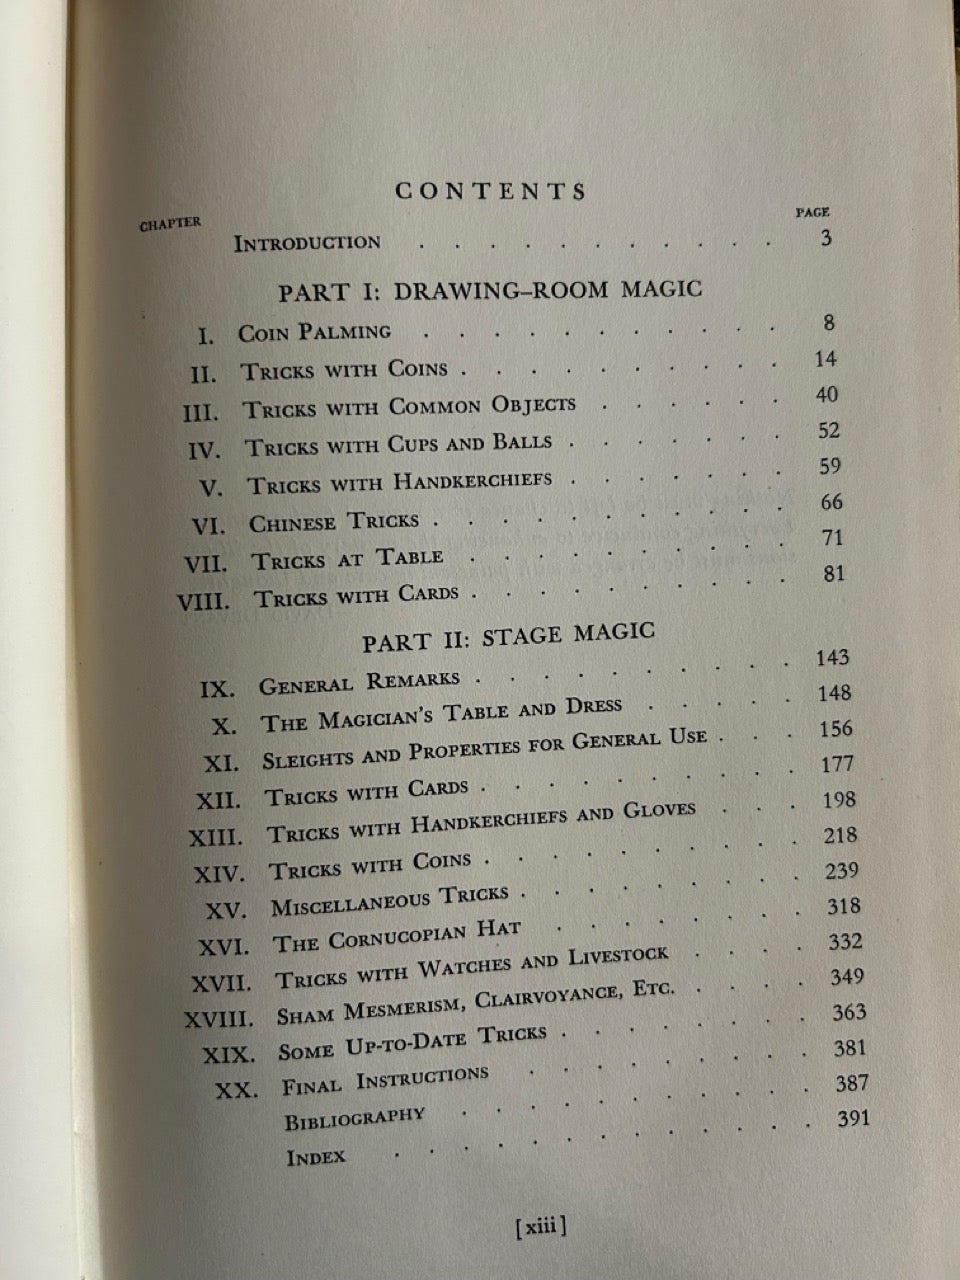 CONTENTS
CHAPTER PAGE
INTRODUCTION . . . . . . . . . . . 3
PART I: DRAWING-ROOM MAGIC
I. COIN PALMING . . . . . . . . . . . 8
II. TRICKS WITH COINS . . . . . . . . . . 14
III. TRICKS WITH COMMON OBJECTS . . . . . . 40
IV. TRICKS WITH CUPS AND BALLS . . . . . . . 52
V. TRICKS WITH HANDKERCHIEFS . . . . . . . 59
VI. CHINESE TRICKS . . . . . . . . . . . 66
VII. TRICKS AT TABLE . . . . . . . . . . 71
VIII. TRICKS WITH CARDS . . . . . . . . . . 81
PART II: STAGE MAGIC
IX. GENERAL REMARKS . . . . . . . . . . 143
X. THE MAGICIAN'S TABLE AND DRESS . . . . . 148
XI. SLEIGHTS AND PROPERTIES FOR GENERAL USE . . . 156
XII. TRICKS WITH CARDS . . . . . . . . . . 177
XIII. TRICKS WITH HANDKERCHIEFS AND GLOVES . . . 198
XIV. TRICKS WITH COINS . . . . . . . . . . 218
XV. MISCELLANEOUS TRICKS . . . . . . . . . 239
XVI. THE CORNUCOPIAN HAT . . . . . . . . 318
XVII. TRICKS WITH WATCHES AND LIVESTOCK . . . . 332
XVIII. SHAM MESMERISM, CLAIRVOYANCE, ETC. . . . . 349
XIX. SOME UP-TO-DATE TRICKS . . . . . . . . 363
XX. FINAL INSTRUCTIONS . . . . . . . . . 381
BIBLIOGRAPHY . . . . . . . . . . . 387
INDEX . . . . . . . . . . . . . 391
[xiii]